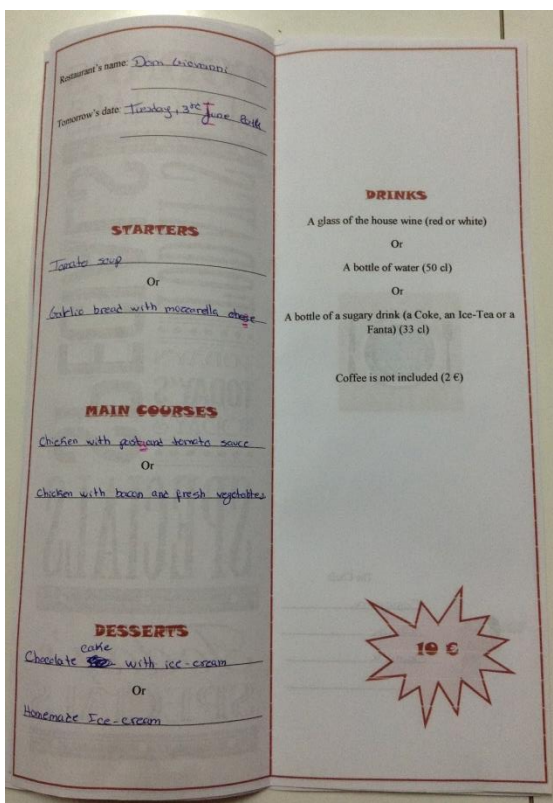 Restaurant's name: Don Giovanni
Tomorrow's date: Tuesday, 3rd June
STARTERS
Tomato soup
Or
Garlic bread with mozzarella cheese
MAIN COURSES
Chicken with pasta and tomato sauce
Or
Chicken with bacon and fresh vegetables
DESSERTS
cake
Chocolate with ice-cream
Or
Homemade Ice-cream
DRINKS
A glass of the house wine (red or white)
Or
A bottle of water (50 cl)
Or
A bottle of a sugary drink (a Coke, an Ice-Tea or a
Fanta) (33 cl)
Coffee is not included (2 €)
10 €